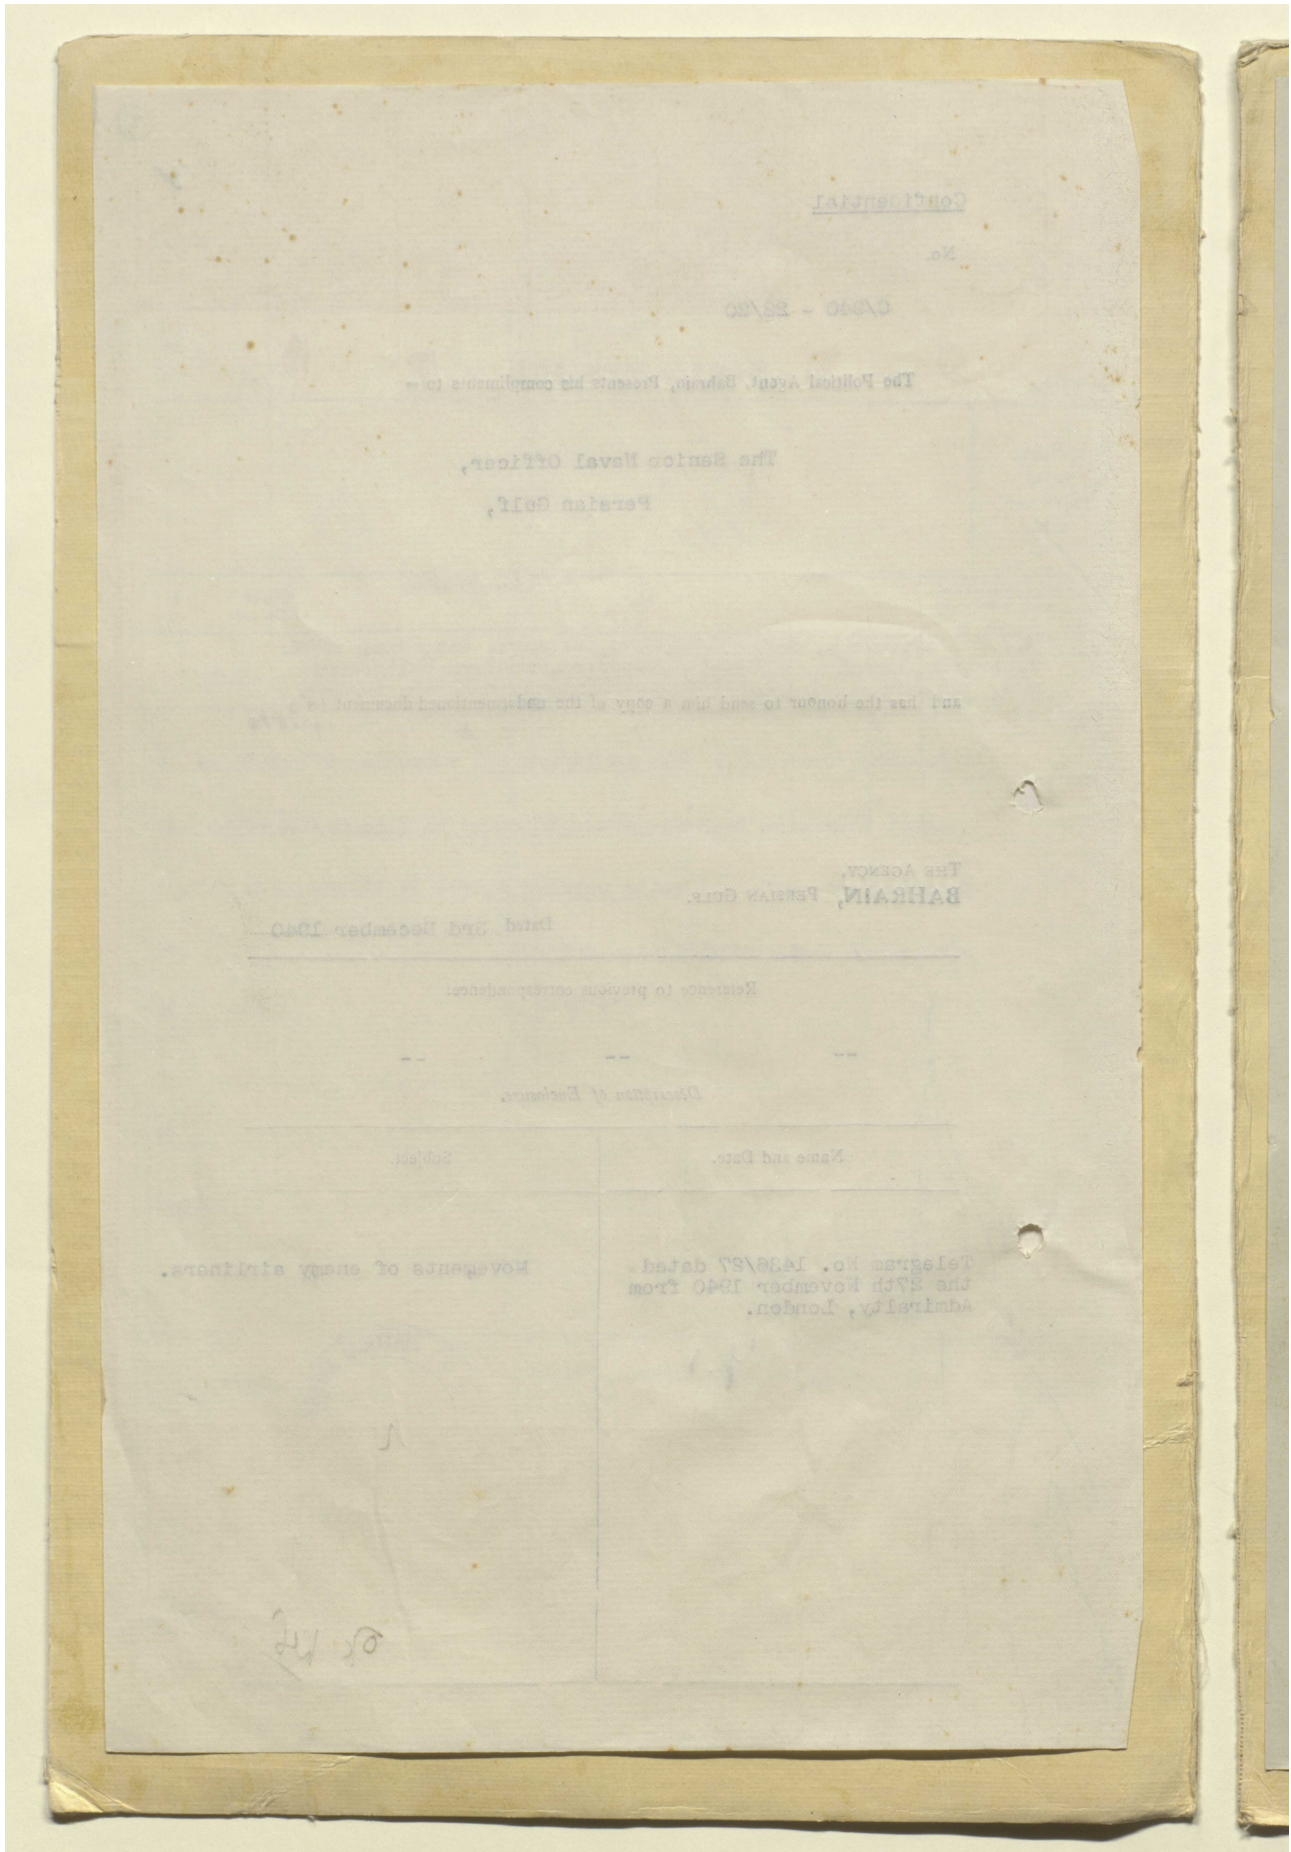 Confidential
No.
The Political Agent, Bahrain, Presents his compliments to :-
The Senior Naval Officer,
Persian Gulf,
and has the honour to send him a copy of the undermentioned document (s
THE AGENCY,
BAHRAIN, PERSIAN GULF.
Dated 3rd December 1940
Reference to previous correspondence:
-- -- --
Description of Enclosure.
Name and Date. Subject.
Telegram No. 1436/27 dated
the 27th November 1940 from
Admiralty, London.
Movements of enemy airliners.